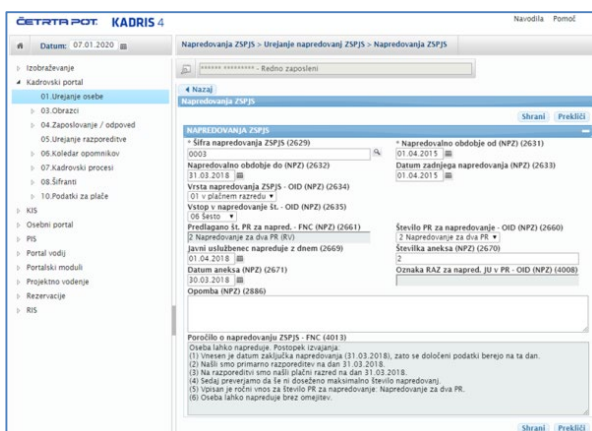 ČETRTA POT. KADRIS 4
Navodila Pomoč
Datum: 07.01.2020
Izobraževanje
Kadrovski portal
01.Urejanje osebe
03.Obrazci
04.Zaposlovanje / odpoved
05.Urejanje razporeditve
06.Koledar opomnikov
07.Kadrovski procesi
08.Šifranti
10.Podatki za plače
KIS
Osebni portal
PIS
Portal vodij
Portalski moduli
Projektno vodenje
Rezervacije
RIS
Napredovanja ZSPJS > Urejanje napredovanj ZSPJS > Napredovanja ZSPJS
****** ********* - Redno zaposleni
Nazaj
Napredovanja ZSPJS
Shrani Prekliči
NAPREDOVANJA ZSPJS
* Šifra napredovanja ZSPJS (2629) * Napredovalno obdobje od (NPZ) (2631)
0003 01.04.2015
Napredovalno obdobje do (NPZ) (2632) Datum zadnjega napredovanja (NPZ) (2633)
31.03.2018 01.04.2015
Vrsta napredovanja ZSPJS - OID (NPZ) (2634)
01 v plačnem razredu
Vstop v napredovanje št. - OID (NPZ) (2635)
06 Šesto
Predlagano št. PR za napred. - FNC (NPZ) (2661) Število PR za napredovanje - OID (NPZ) (2660)
2 Napredovanje za dva PR (RV) 2 Napredovanje za dva PR
Javni uslužbenec napreduje z dnem (2669) Številka aneksa (NPZ) (2670)
01.04.2018 2
Datum aneksa (NPZ) (2671) Oznaka RAZ za napred. JU v PR - OID (NPZ) (4008)
30.03.2018
Opomba (NPZ) (2886)
Poročilo o napredovanju ZSPJS - FNC (4013)
Oseba lahko napreduje. Postopek izvajanja:
(1) Vnesen je datum zaključka napredovanja (31.03.2018), zato se določeni podatki berejo na ta dan.
(2) Našli smo primarno razporeditev na dan 31.03.2018.
(3) Na razporeditvi smo našli plačni razred na dan 31.03.2018.
(4) Sedaj preverjamo da še ni doseženo maksimalno število napredovanj.
(5) Vpisan je ročni vnos za število PR za napredovanje: Napredovanje za dva PR.
(6) Oseba lahko napreduje brez omejitev.
Shrani Prekliči